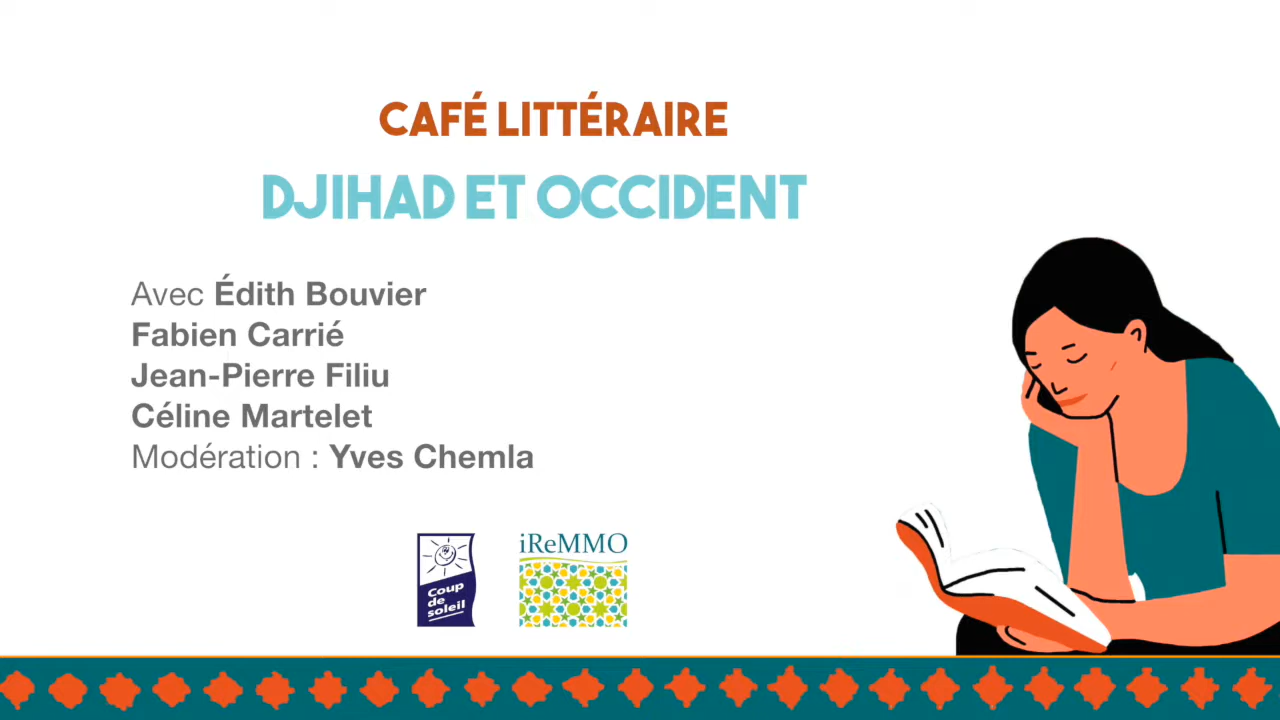 CAFÉ LITTÉRAIRE
DJIHAD ET OCCIDENT
Avec Édith Bouvier
Fabien Carrié
Jean-Pierre Filiu
Céline Martelet
Modération : Yves Chemla
Coup
de
soleil
iReMMO